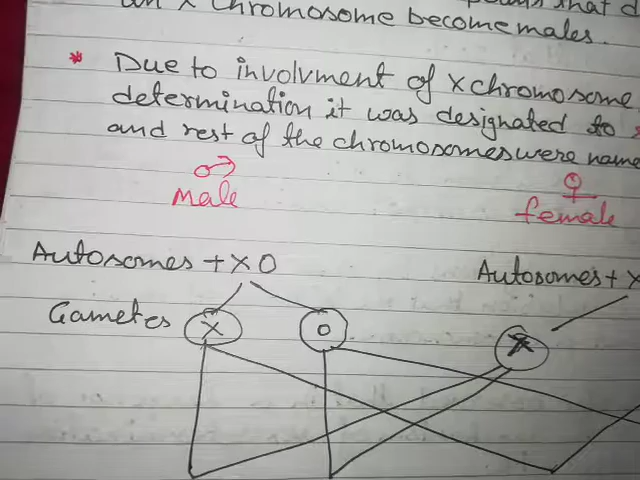 X Chromosome become males.
* Due to involvment of X chromosome
determination it was designated to
and rest of the chromosomes were name
♂ ♀
male female
Autosomes + XO Autosomes + X
Gametes X O X